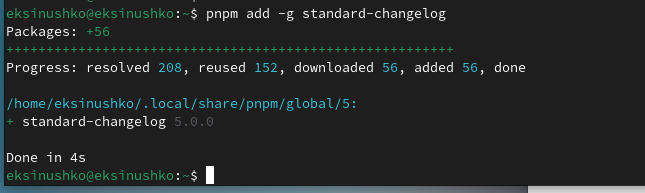 eksinushko@eksinushko:~$ pnpm add -g standard-changelog
Packages: +56
++++++++++++++++++++++++++++++++++++++++++++++++++++++++
Progress: resolved 208, reused 152, downloaded 56, added 56, done
/home/eksinushko/.local/share/pnpm/global/5:
+ standard-changelog 5.0.0
Done in 4s
eksinushko@eksinushko:~$